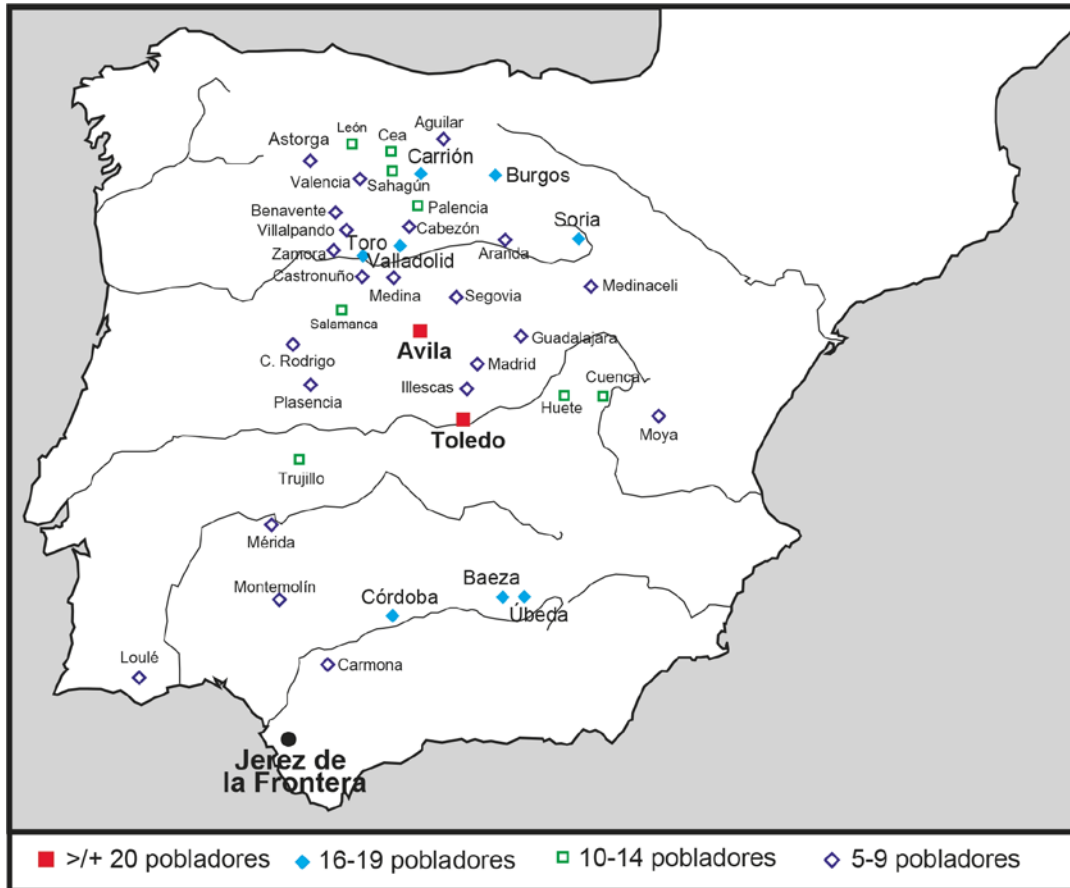 Aguilar
León
Cea
Astorga
Carrión
Valencia
Sahagún
Burgos
Benavente
Palencia
Villalpando
Cabezón
Soria
Toro
Zamora
Valladolid
Aranda
Castronuño
Medina
Segovia
Medinaceli
Salamanca
Avila
Guadalajara
C. Rodrigo
Madrid
Illescas
Cuenca
Plasencia
Huete
Toledo
Moya
Trujillo
Mérida
Montemolín
Córdoba
Baeza
Úbeda
Loulé
Carmona
Jerez de
la Frontera
>/+ 20 pobladores
16-19 pobladores
10-14 pobladores
5-9 pobladores